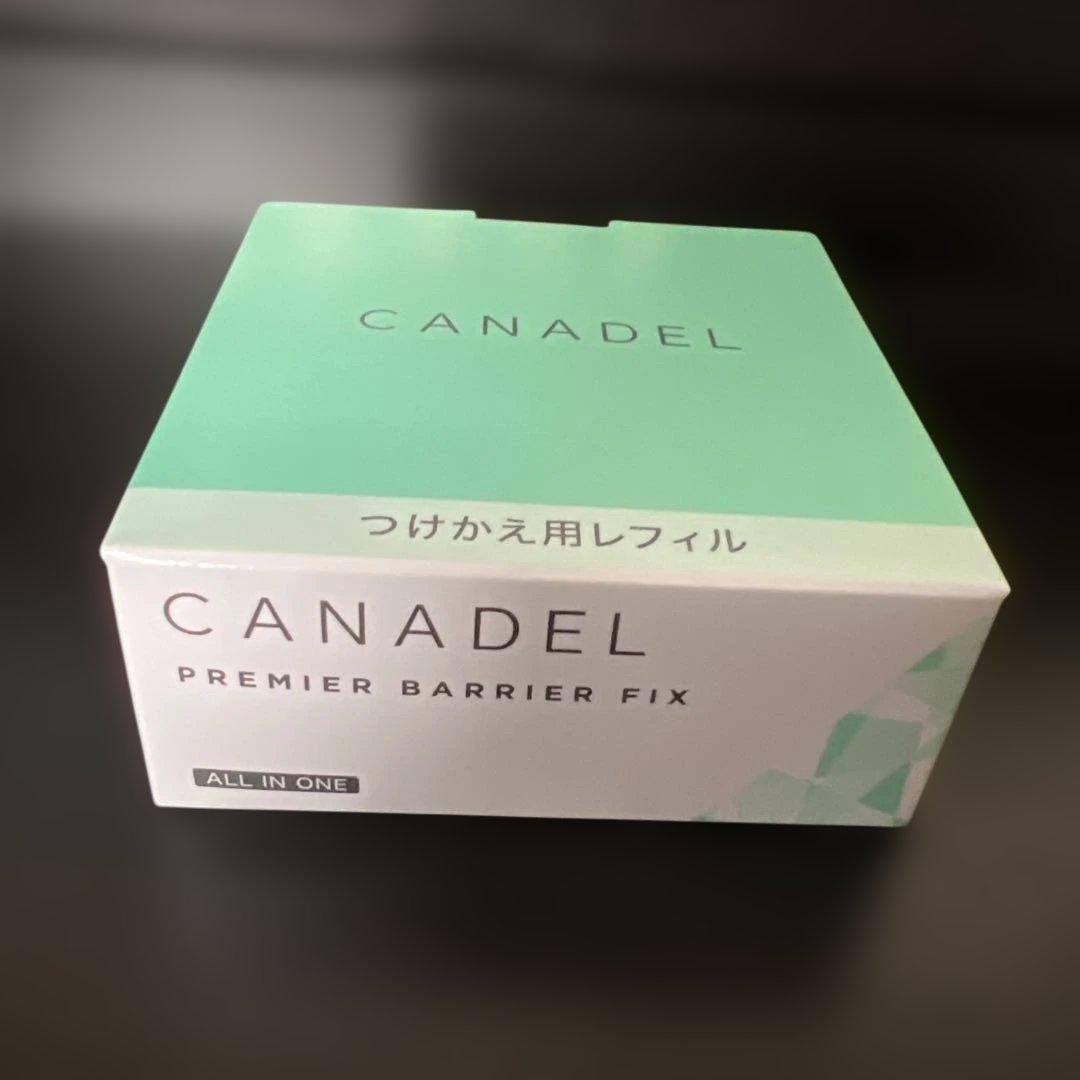 CANADEL
つけかえ用レフィル
CANADEL
PREMIER BARRIER FIX
ALL IN ONE